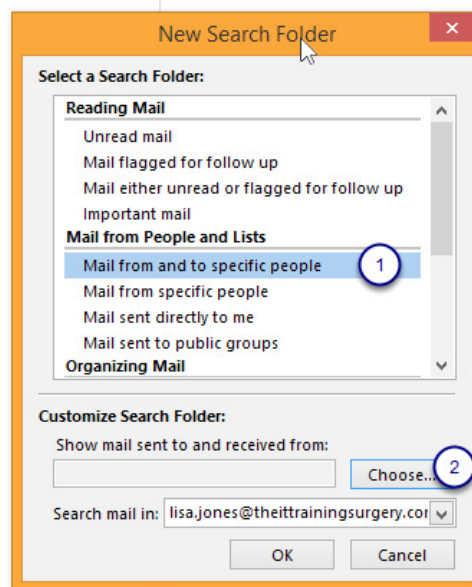 New Search Folder
Select a Search Folder:
Reading Mail
Unread mail
Mail flagged for follow up
Mail either unread or flagged for follow up
Important mail
Mail from People and Lists
Mail from and to specific people 1
Mail from specific people
Mail sent directly to me
Mail sent to public groups
Organizing Mail
Customize Search Folder:
Show mail sent to and received from:
Choose... 2
Search mail in: lisa.jones@theittrainingsurgery.cor
OK Cancel